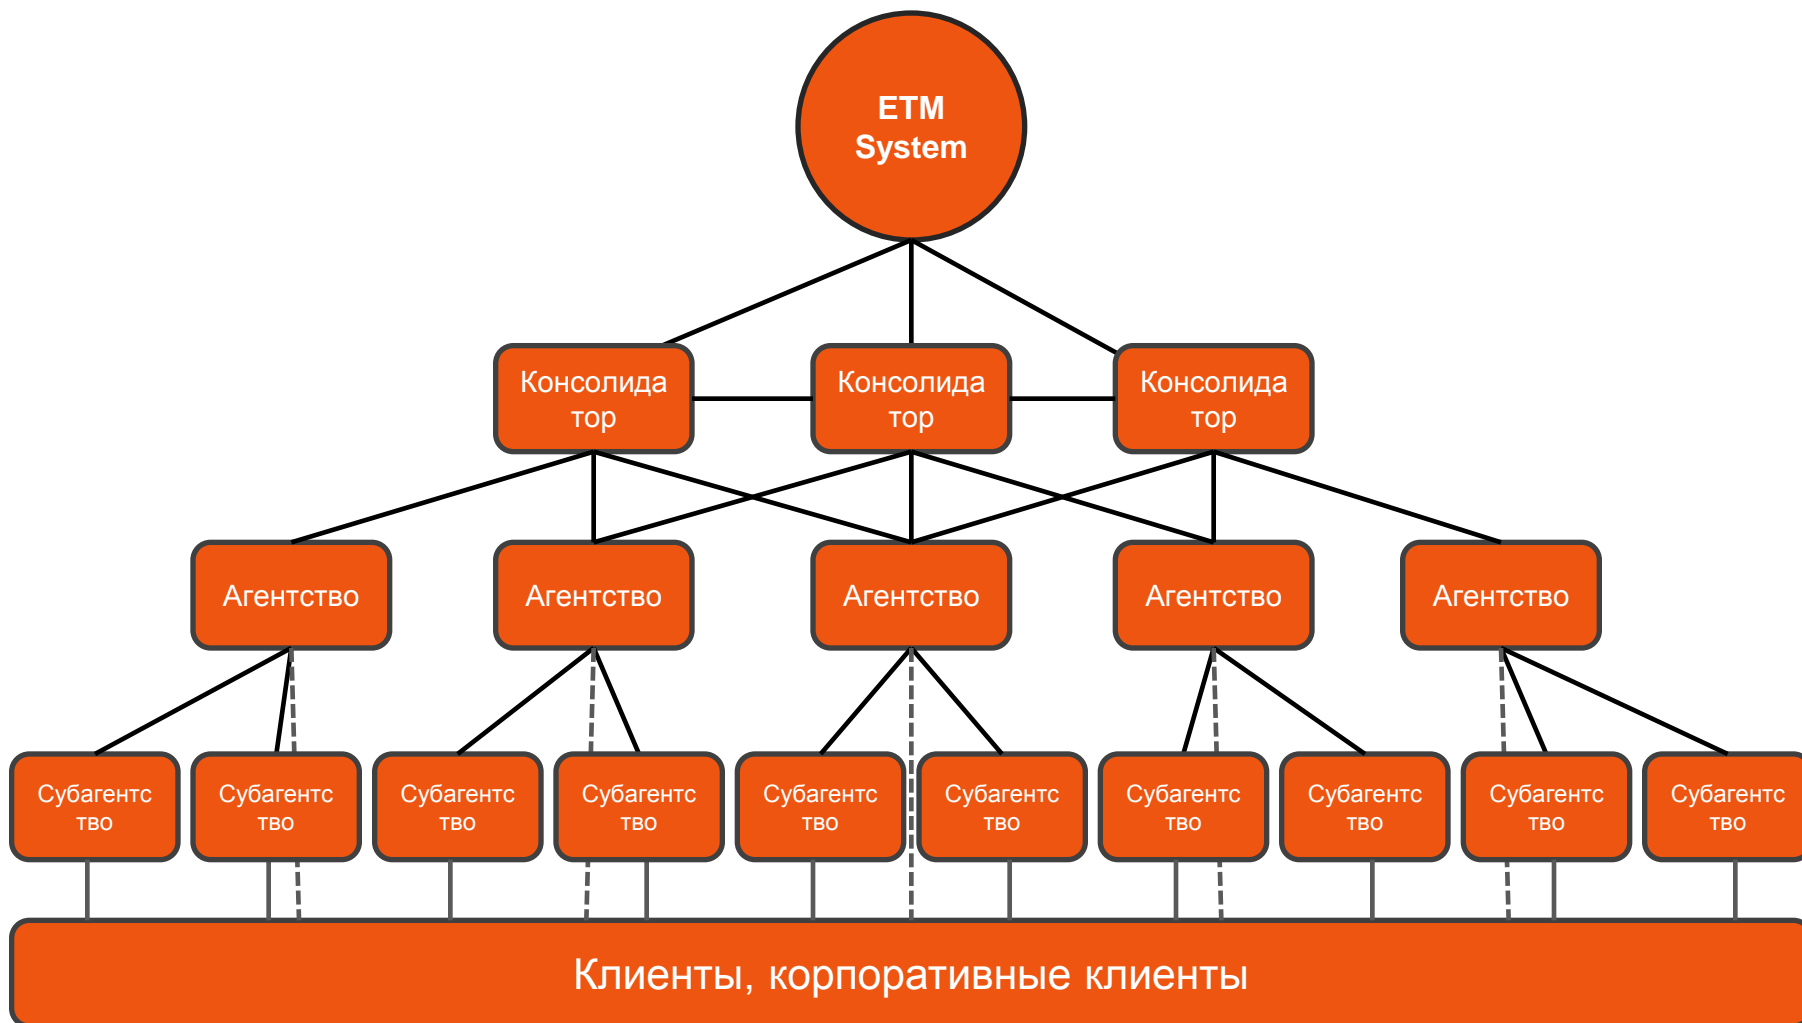 ETM
System
Консолида
тор
Консолида
тор
Консолида
тор
Агентство
Агентство
Агентство
Агентство
Агентство
Субагентс
тво
Субагентс
тво
Субагентс
тво
Субагентс
тво
Субагентс
тво
Субагентс
тво
Субагентс
тво
Субагентс
тво
Субагентс
тво
Субагентс
тво
Клиенты, корпоративные клиенты